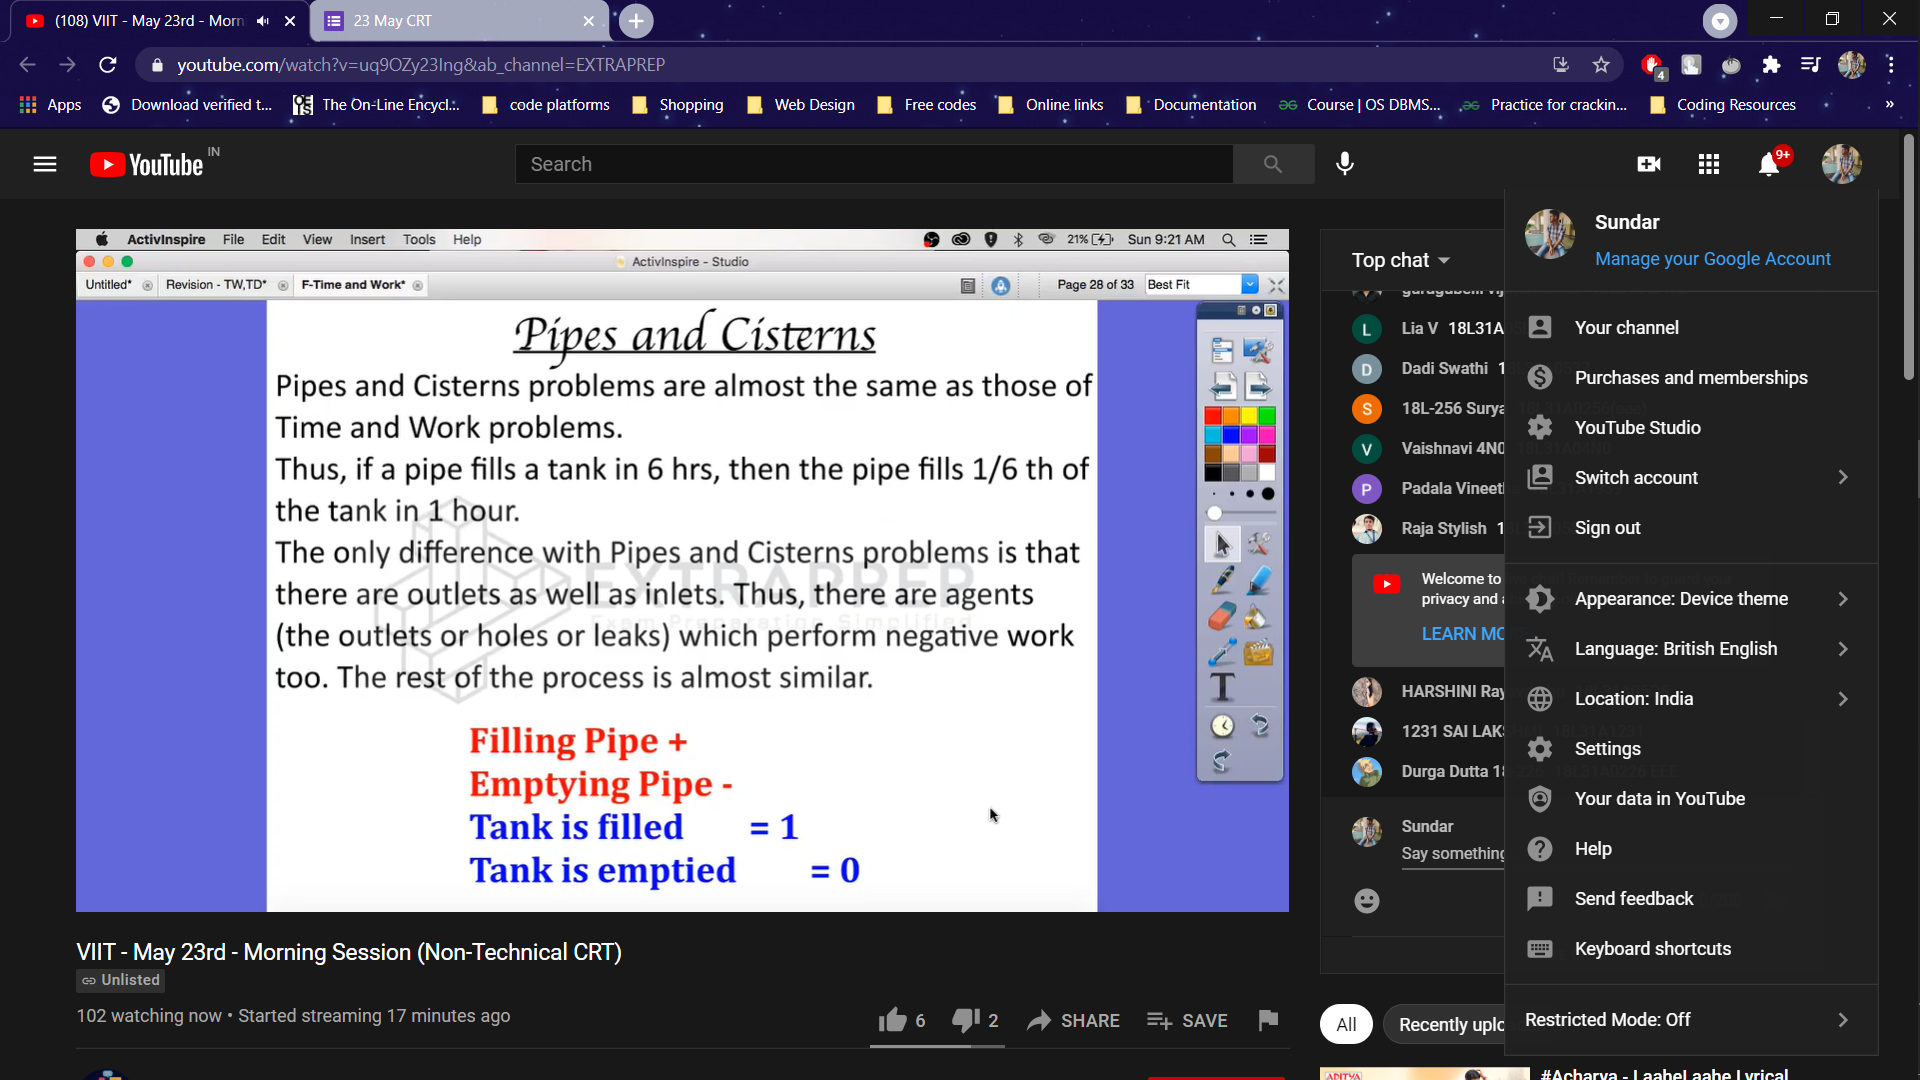 (108) VIIT - May 23rd - Morn
23 May CRT
youtube.com/watch?v=uq9OZy23Ing&ab_channel=EXTRAPREP
4
Apps
Download verified t...
The On-Line Encycl...
code platforms
Shopping
Web Design
Free codes
Online links
Documentation
Course | OS DBMS...
Practice for crackin...
Coding Resources
»
YouTube IN
Search
9+
ActivInspire File Edit View Insert Tools Help
21% Sun 9:21 AM
ActivInspire - Studio
Untitled*
Revision - TW,TD*
F-Time and Work*
Page 28 of 33
Best Fit
Pipes and Cisterns
Pipes and Cisterns problems are almost the same as those of
Time and Work problems.
Thus, if a pipe fills a tank in 6 hrs, then the pipe fills 1/6 th of
the tank in 1 hour.
The only difference with Pipes and Cisterns problems is that
there are outlets as well as inlets. Thus, there are agents
(the outlets or holes or leaks) which perform negative work
too. The rest of the process is almost similar.
EXTRAPREP
Exam Preparation Simplified
Filling Pipe +
Emptying Pipe -
Tank is filled = 1
Tank is emptied = 0
T
VIIT - May 23rd - Morning Session (Non-Technical CRT)
Unlisted
102 watching now • Started streaming 17 minutes ago
6
2
SHARE
SAVE
Top chat
L Lia V 18L31A
D Dadi Swathi 1
S 18L-256 Surya
V Vaishnavi 4N0
P Padala Vineet
Raja Stylish 1
Welcome to
privacy and
LEARN MO
HARSHINI Ray
1231 SAI LAK
Durga Dutta 18
Sundar
Say something
All
Recently uplo
Sundar
Manage your Google Account
Your channel
Purchases and memberships
YouTube Studio
Switch account
Sign out
Appearance: Device theme
Language: British English
Location: India
Settings
Your data in YouTube
Help
Send feedback
Keyboard shortcuts
Restricted Mode: Off
ADITYA
#Acharya - Laahe Laahe Lyrical